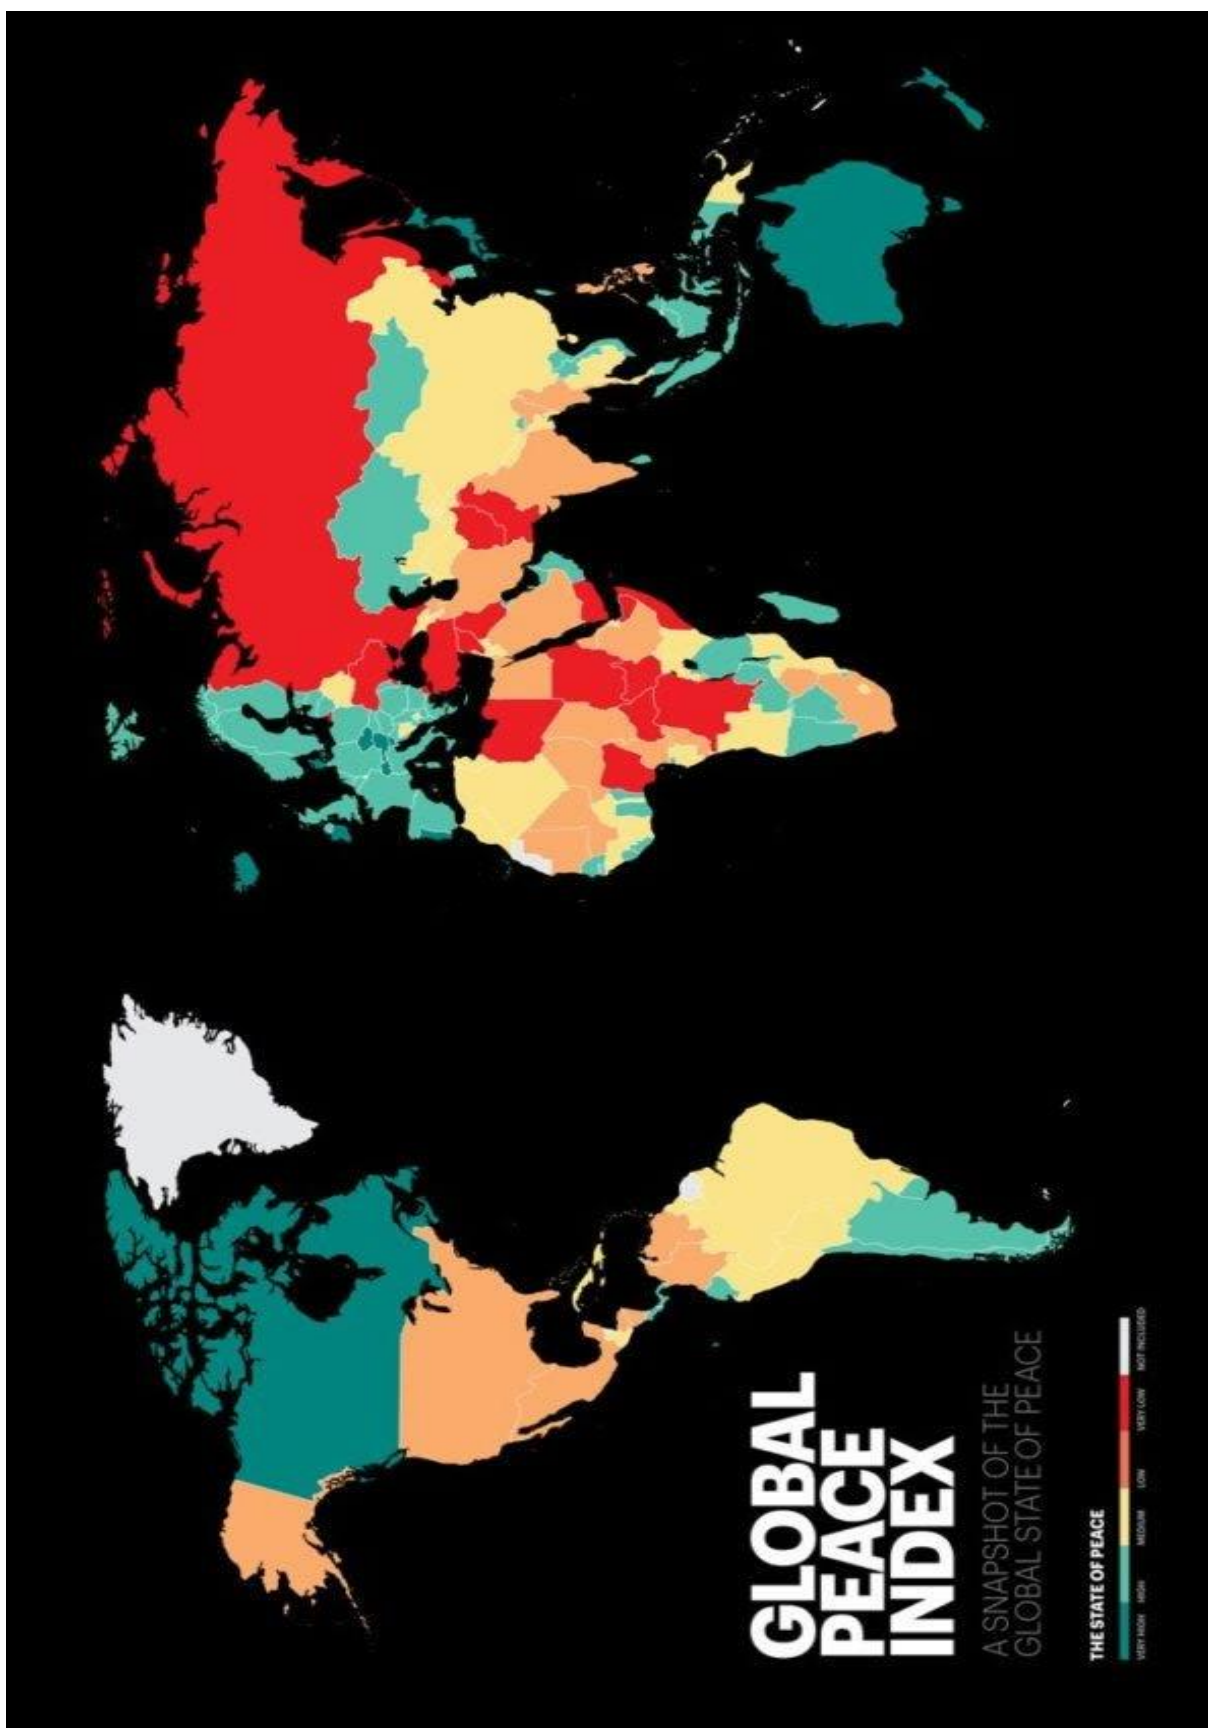 GLOBAL
PEACE
INDEX
A SNAPSHOT OF THE
GLOBAL STATE OF PEACE
THE STATE OF PEACE
VERY HIGH HIGH MEDIUM LOW VERY LOW NOT INCLUDED